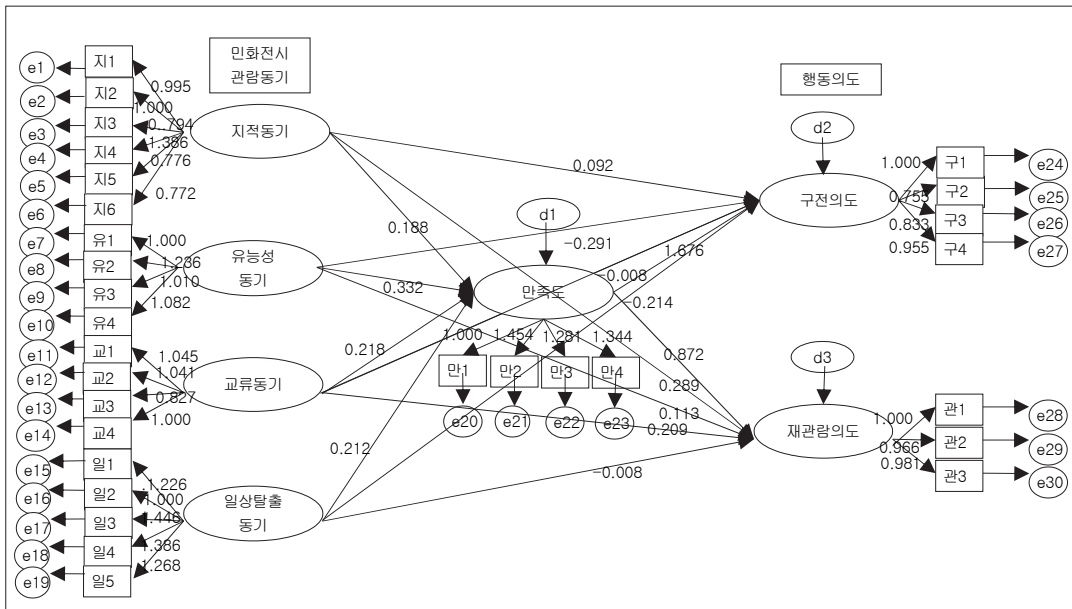 민화전시
관람동기
행동의도
e1
지1
0.995
e2
지2
1.000
e3
지3
0.794
e4
지4
1.386
e5
지5
0.776
e6
지6
0.772
지적동기
e7
유1
1.000
e8
유2
1.236
e9
유3
1.010
e10
유4
1.082
유능성
동기
e11
교1
1.045
e12
교2
1.041
e13
교3
0.827
e14
교4
1.000
교류동기
e15
일1
1.226
e16
일2
1.000
e17
일3
1.446
e18
일4
1.386
e19
일5
1.268
일상탈출
동기
0.092
0.188
-0.291
0.332
-0.008
1.676
0.218
-0.214
0.212
0.872
0.289
0.113
0.209
-0.008
d1
만족도
1.000
1.454
1.281
1.344
만1
만2
만3
만4
e20
e21
e22
e23
d2
구전의도
1.000
구1
e24
0.755
구2
e25
0.833
구3
e26
0.955
구4
e27
d3
재관람의도
1.000
관1
e28
0.966
관2
e29
0.981
관3
e30